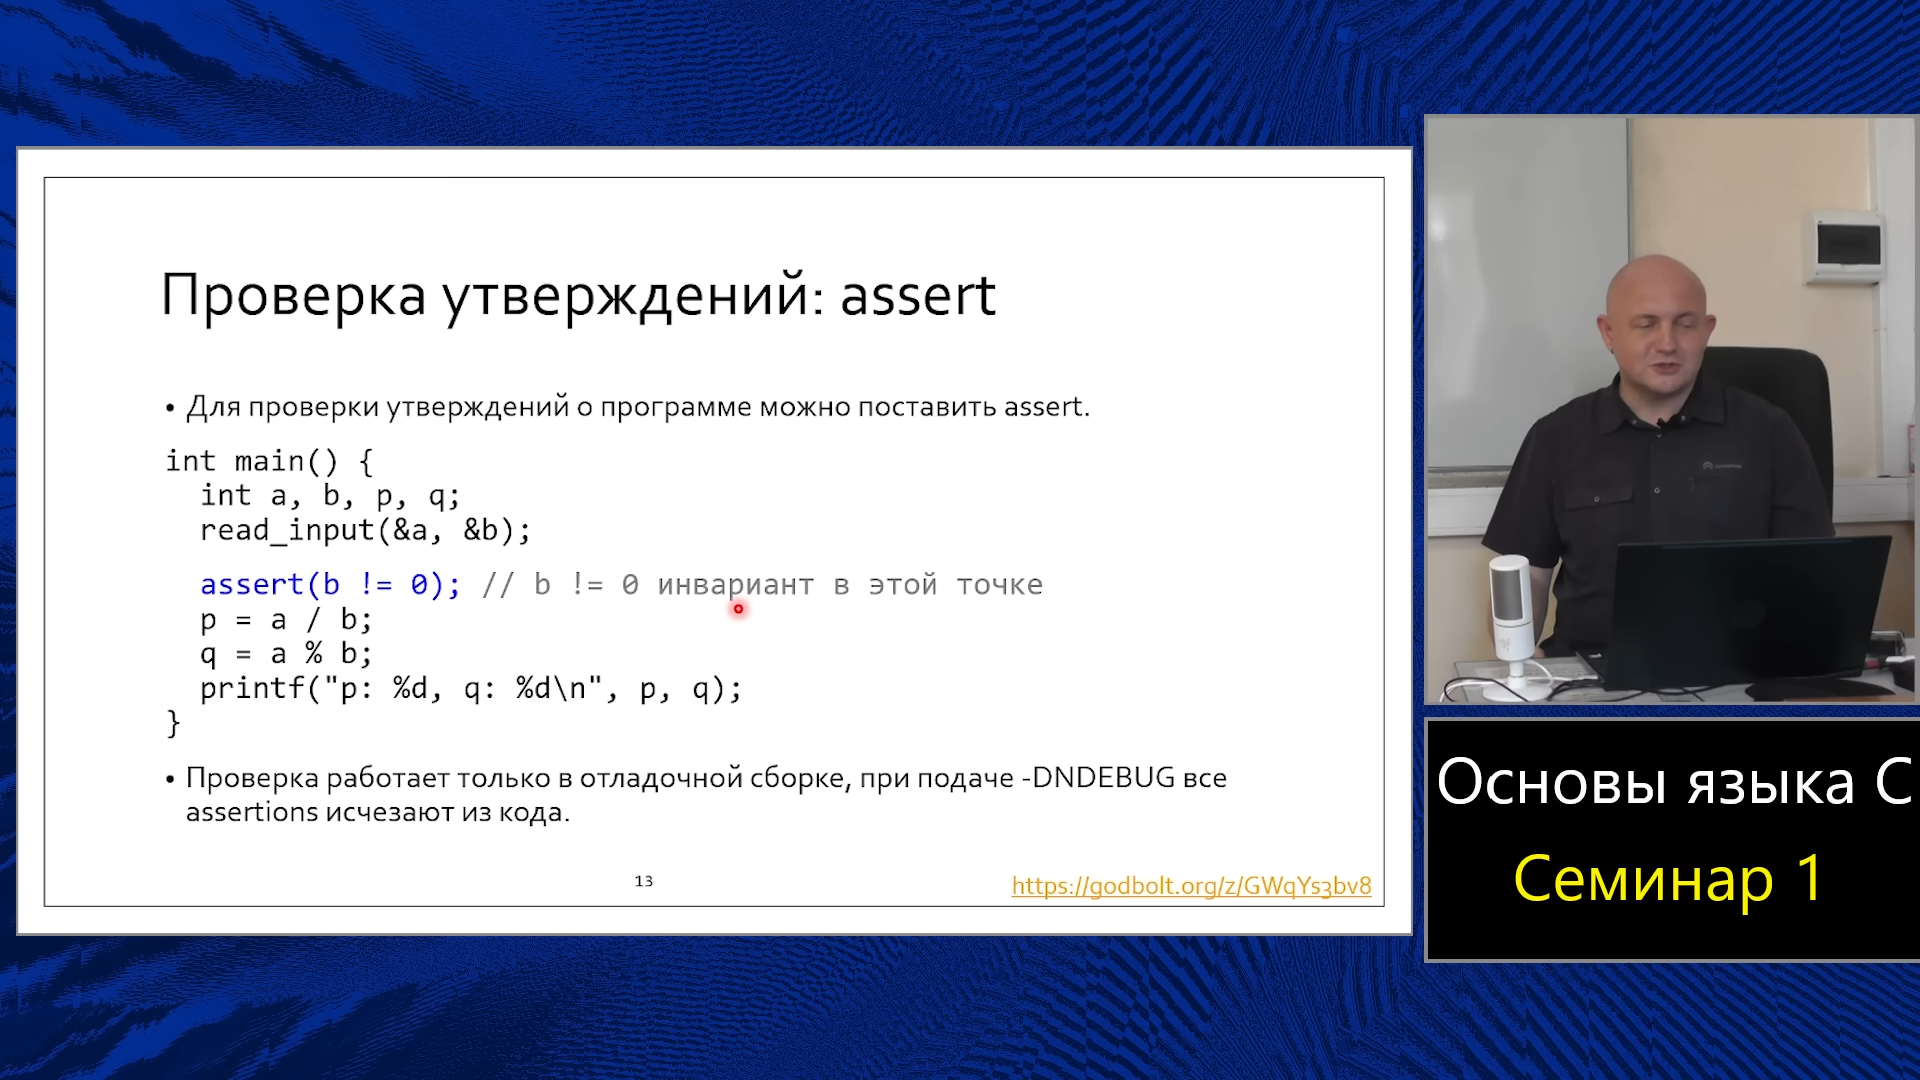 Проверка утверждений: assert
• Для проверки утверждений о программе можно поставить assert.
int main() {
int a, b, p, q;
read_input(&a, &b);
assert(b != 0); // b != 0 инвариант в этой точке
p = a / b;
q = a % b;
printf("p: %d, q: %d\n", p, q);
}
• Проверка работает только в отладочной сборке, при подаче -DNDEBUG все
assertions исчезают из кода.
13
https://godbolt.org/z/GWqYs3bv8
Основы языка C
Семинар 1